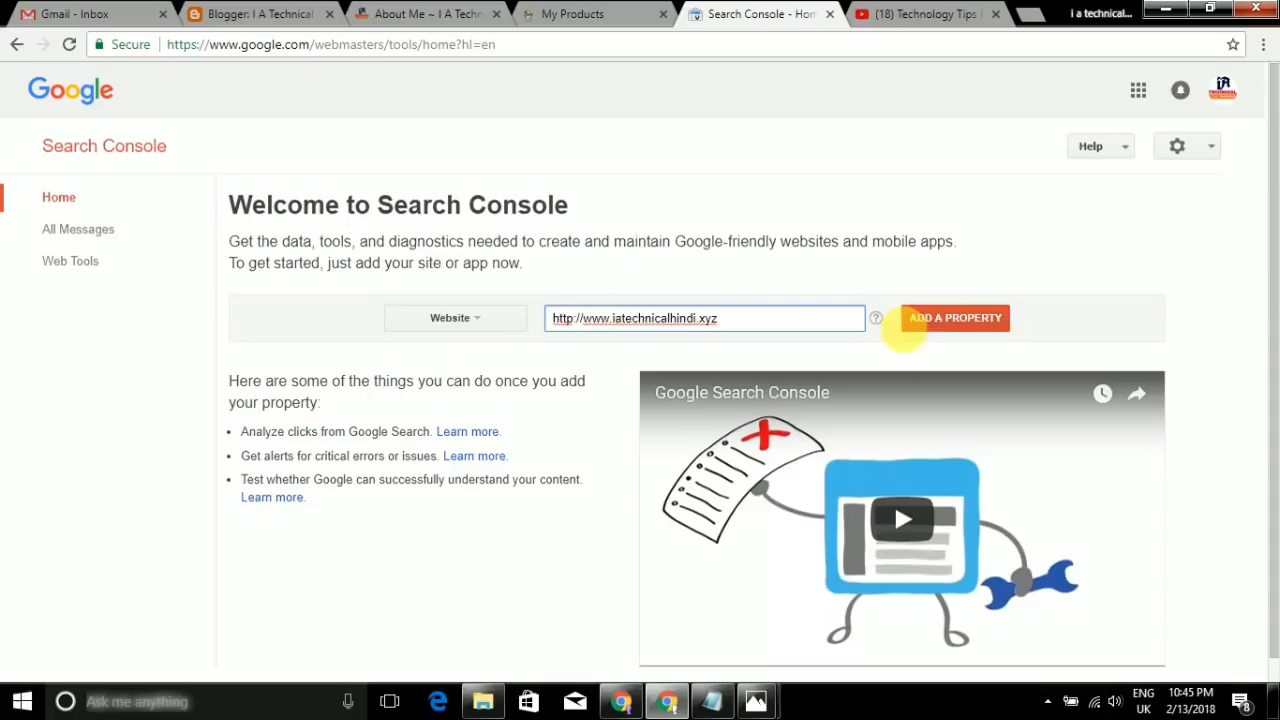 Gmail - Inbox
Blogger: I A Technical
About Me ~ I A Techn
My Products
Search Console - Hom
(18) Technology Tips
i a technical...
Secure
https://www.google.com/webmasters/tools/home?hl=en
Google
Search Console
Help
Home
All Messages
Web Tools
Welcome to Search Console
Get the data, tools, and diagnostics needed to create and maintain Google-friendly websites and mobile apps.
To get started, just add your site or app now.
Website
http://www.iatechnicalhindi.xyz
ADD A PROPERTY
Here are some of the things you can do once you add
your property:
Analyze clicks from Google Search. Learn more.
Get alerts for critical errors or issues. Learn more.
Test whether Google can successfully understand your content.
Learn more.
Google Search Console
Ask me anything
ENG
UK
10:45 PM
2/13/2018
8